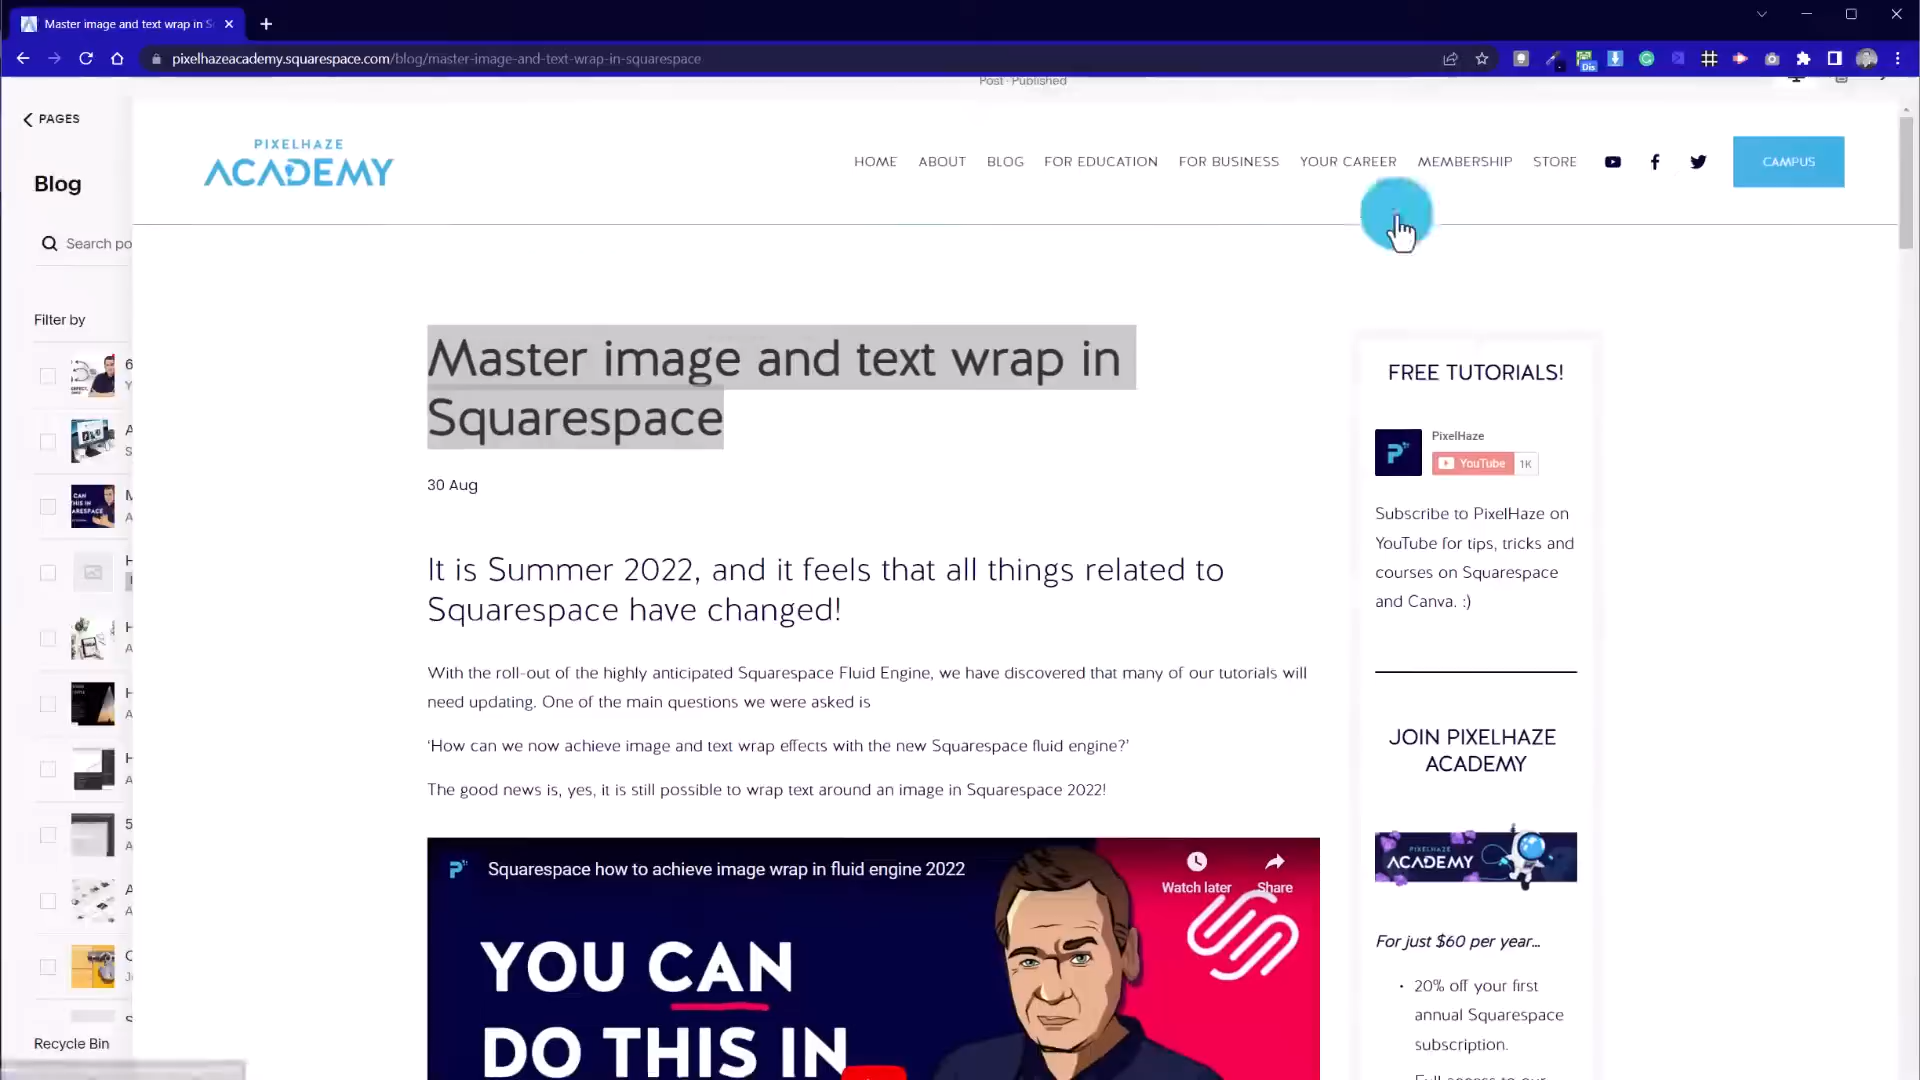 Master image and text wrap in S
pixelhazeacademy.squarespace.com/blog/master-image-and-text-wrap-in-squarespace
Dis
Post · Published
PAGES
Blog
Search po
Filter by
Recycle Bin
PIXELHAZE
ACADEMY
HOME ABOUT BLOG FOR EDUCATION FOR BUSINESS YOUR CAREER MEMBERSHIP STORE
CAMPUS
Master image and text wrap in
Squarespace
30 Aug
It is Summer 2022, and it feels that all things related to
Squarespace have changed!
With the roll-out of the highly anticipated Squarespace Fluid Engine, we have discovered that many of our tutorials will
need updating. One of the main questions we were asked is
‘How can we now achieve image and text wrap effects with the new Squarespace fluid engine?’
The good news is, yes, it is still possible to wrap text around an image in Squarespace 2022!
Squarespace how to achieve image wrap in fluid engine 2022
Watch later
Share
YOU CAN
DO THIS IN
FREE TUTORIALS!
PixelHaze
YouTube 1K
Subscribe to PixelHaze on
YouTube for tips, tricks and
courses on Squarespace
and Canva. :)
JOIN PIXELHAZE
ACADEMY
PIXELHAZE
ACADEMY
For just $60 per year...
• 20% off your first
annual Squarespace
subscription.